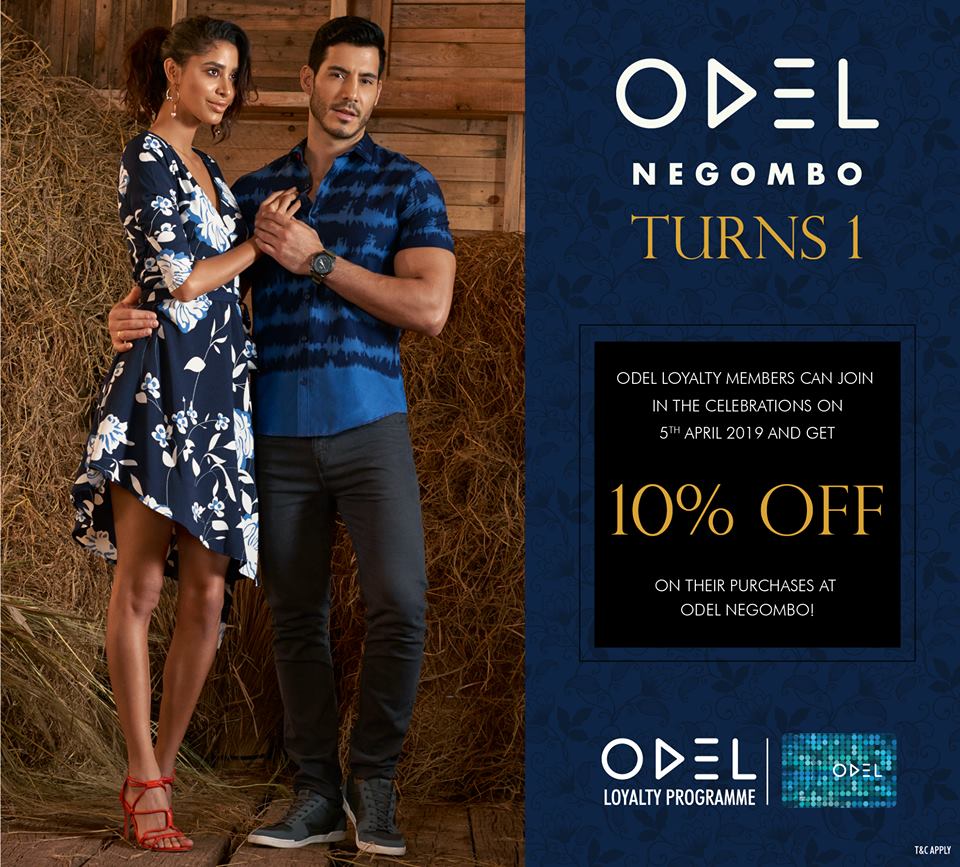 ODEL
NEGOMBO
TURNS 1
ODEL LOYALTY MEMBERS CAN JOIN
IN THE CELEBRATIONS ON
5TH APRIL 2019 AND GET
10% OFF
ON THEIR PURCHASES AT
ODEL NEGOMBO!
ODEL
LOYALTY PROGRAMME
ODEL
T&C APPLY